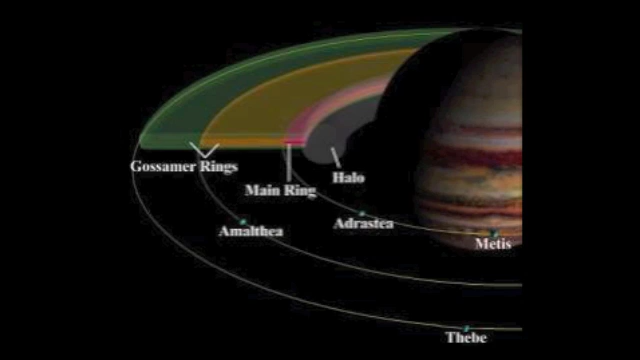 Gossamer Rings
Halo
Main Ring
Adrastea
Amalthea
Metis
Thebe